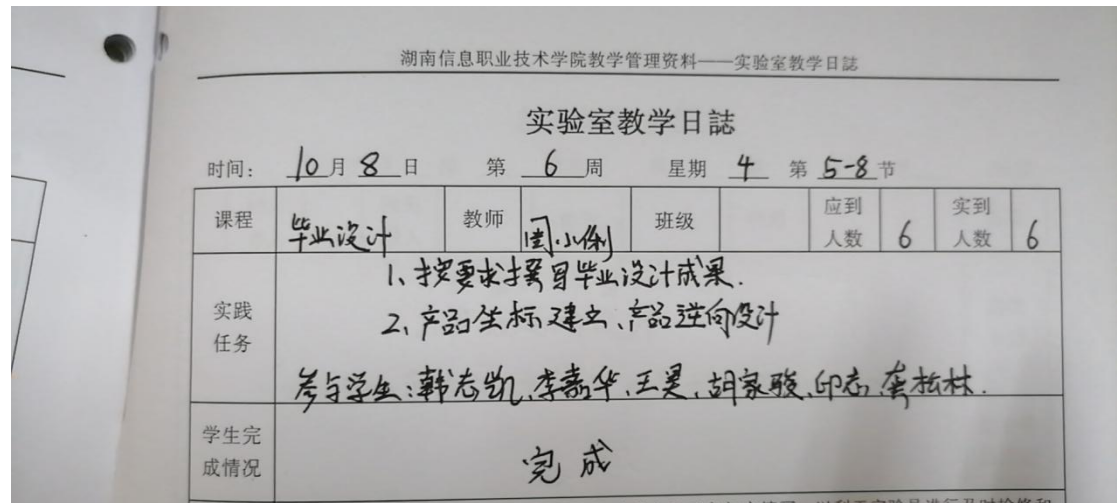 湖南信息职业技术学院教学管理资料——实验室教学日誌
实验室教学日誌
时间: 10月8日 第6周 星期4 第5-8节
课程 毕业设计 教师 周小俐 班级 应到人数 6 实到人数 6
实践任务
1、按要求撰写毕业设计成果.
2、产品坐标建立、产品逆向设计
参与学生:韩志凯、李嘉华、王昊、胡家骏、印志、松林.
学生完成情况 完成